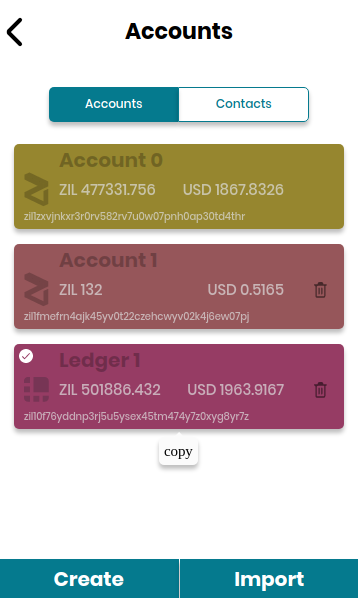 Accounts
Accounts Contacts
Account 0
ZIL 477331.756 USD 1867.8326
zil1zxvjnkxr3r0rv582rv7u0w07pnh0ap30td4thr
Account 1
ZIL 132 USD 0.5165
zil1fmefrn4ajk45yv0t22czehcwyv02k4j6ew07pj
Ledger 1
ZIL 501886.432 USD 1963.9167
zil10f76yddnp3rj5u5ysex45tm474y7z0xyg8yr7z
copy
Create Import